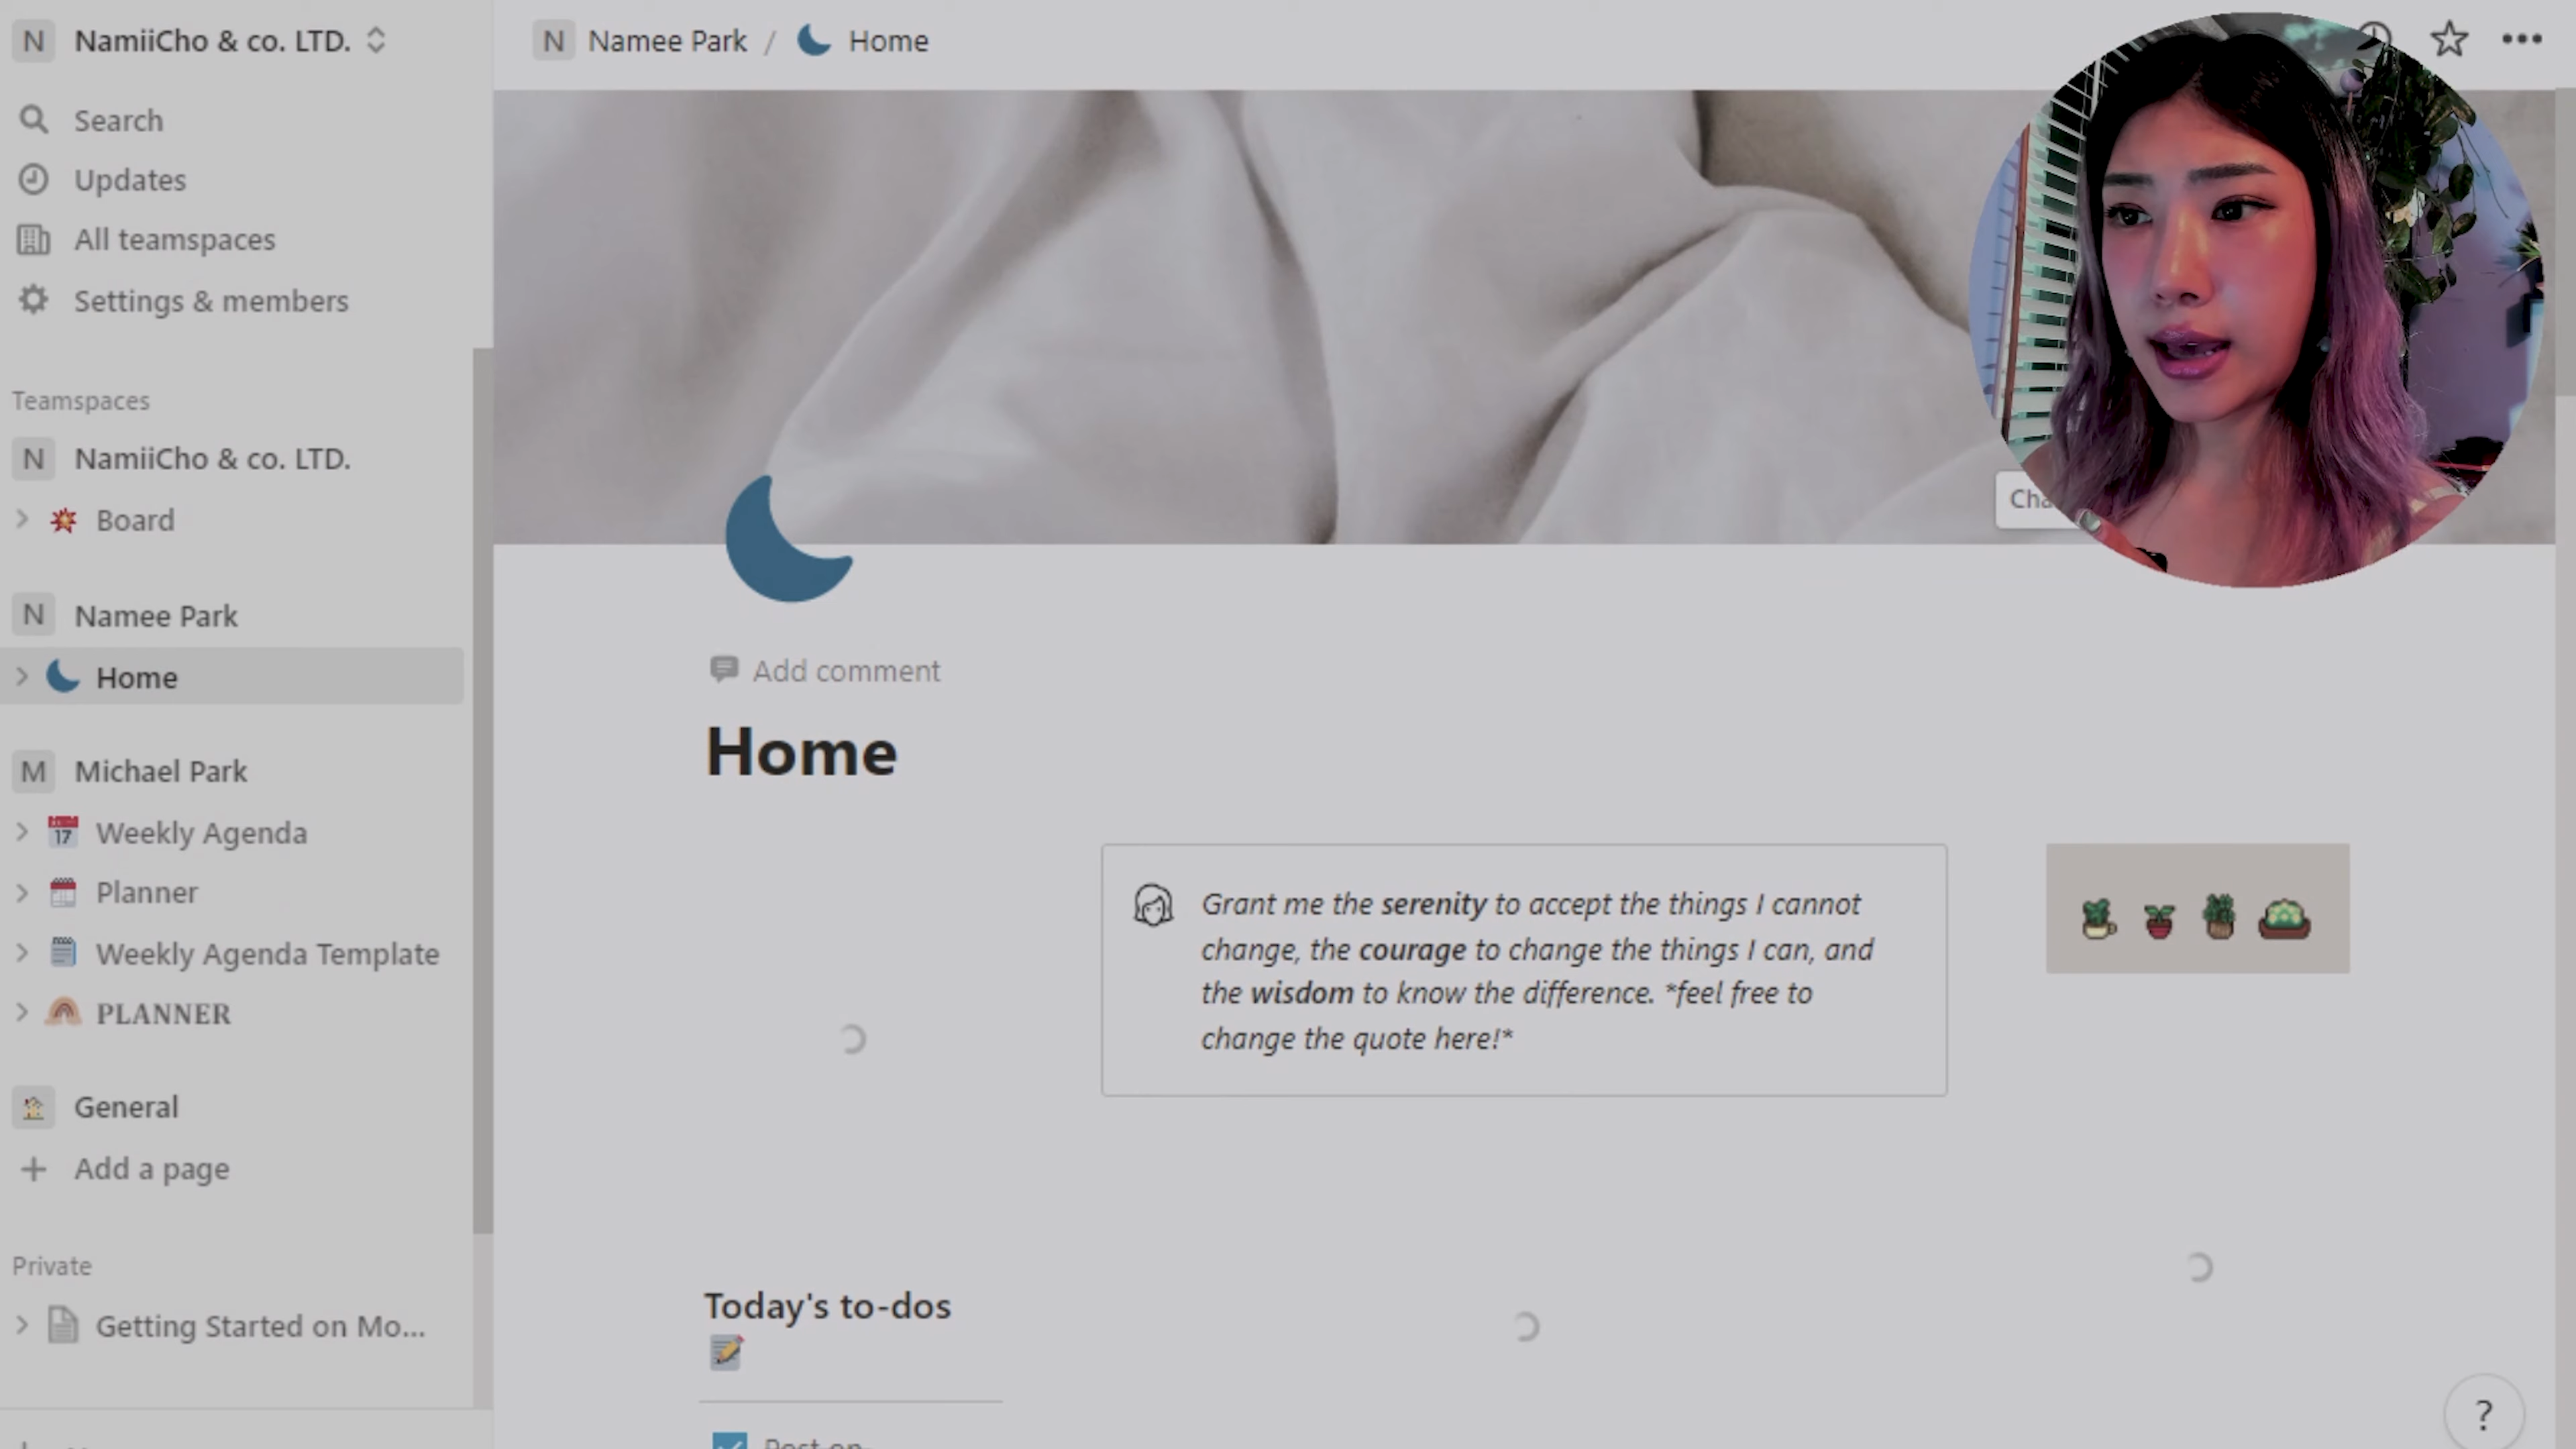 N NamiiCho & co. LTD.
Search
Updates
All teamspaces
Settings & members
Teamspaces
N NamiiCho & co. LTD.
Board
N Namee Park
Home
M Michael Park
17 Weekly Agenda
Planner
Weekly Agenda Template
PLANNER
General
Add a page
Private
Getting Started on Mo...
N Namee Park / Home
Add comment
Home
Grant me the serenity to accept the things I cannot
change, the courage to change the things I can, and
the wisdom to know the difference. *feel free to
change the quote here!*
Today's to-dos
?